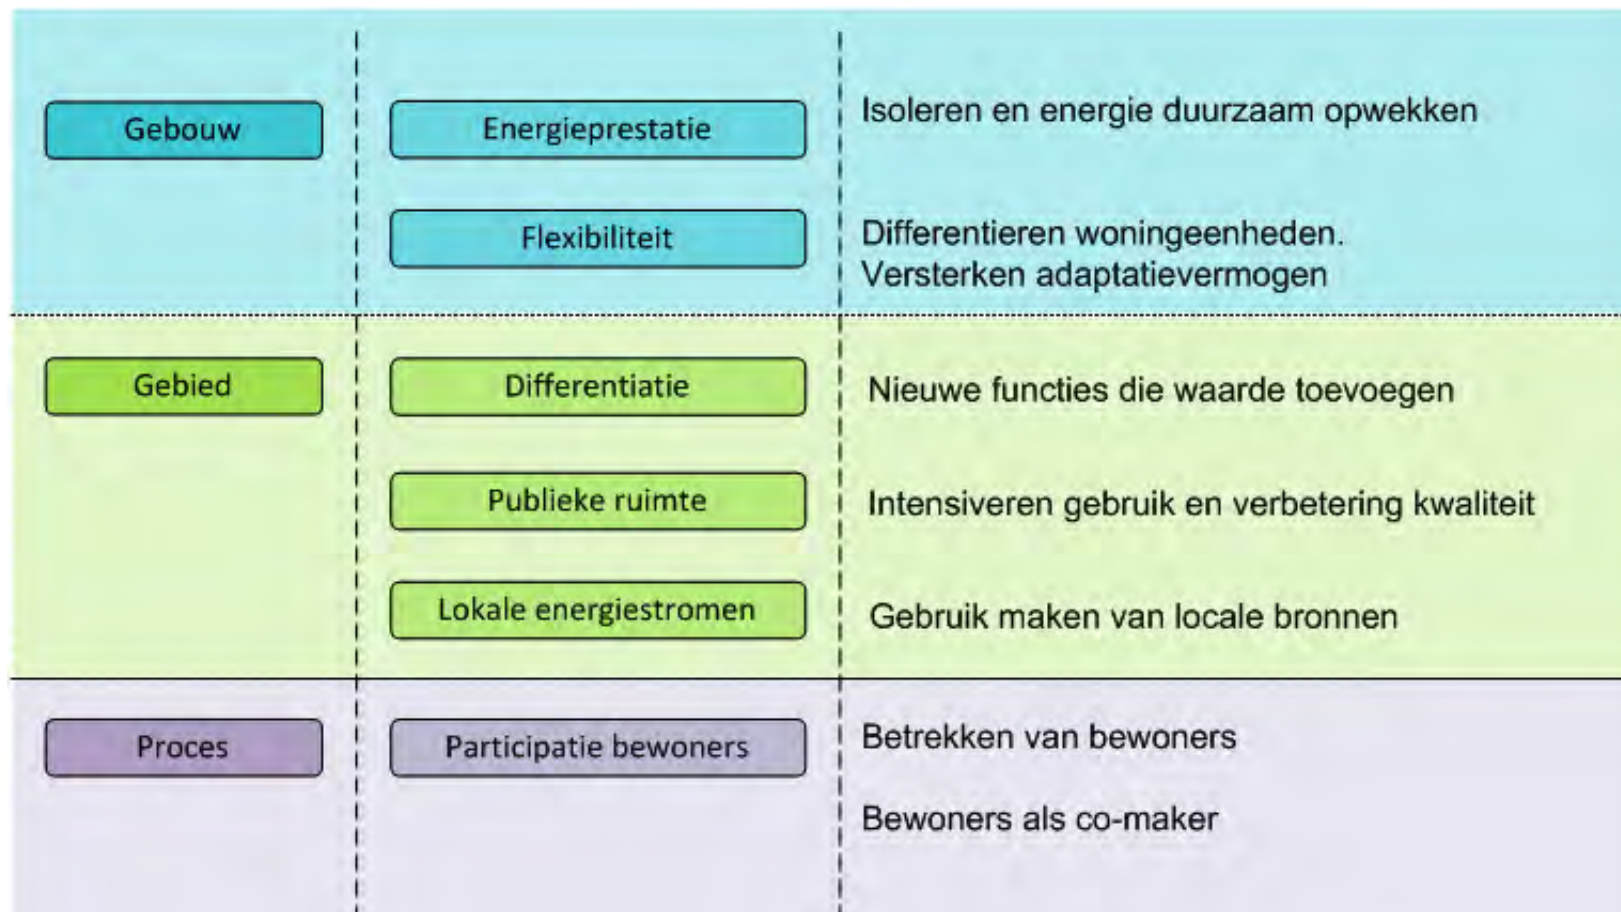 Gebouw
Energieprestatie
Isoleren en energie duurzaam opwekken
Flexibiliteit
Differentieren woningeenheden.
Versterken adaptatievermogen
Gebied
Differentiatie
Nieuwe functies die waarde toevoegen
Publieke ruimte
Intensiveren gebruik en verbetering kwaliteit
Lokale energiestromen
Gebruik maken van locale bronnen
Proces
Participatie bewoners
Betrekken van bewoners
Bewoners als co-maker